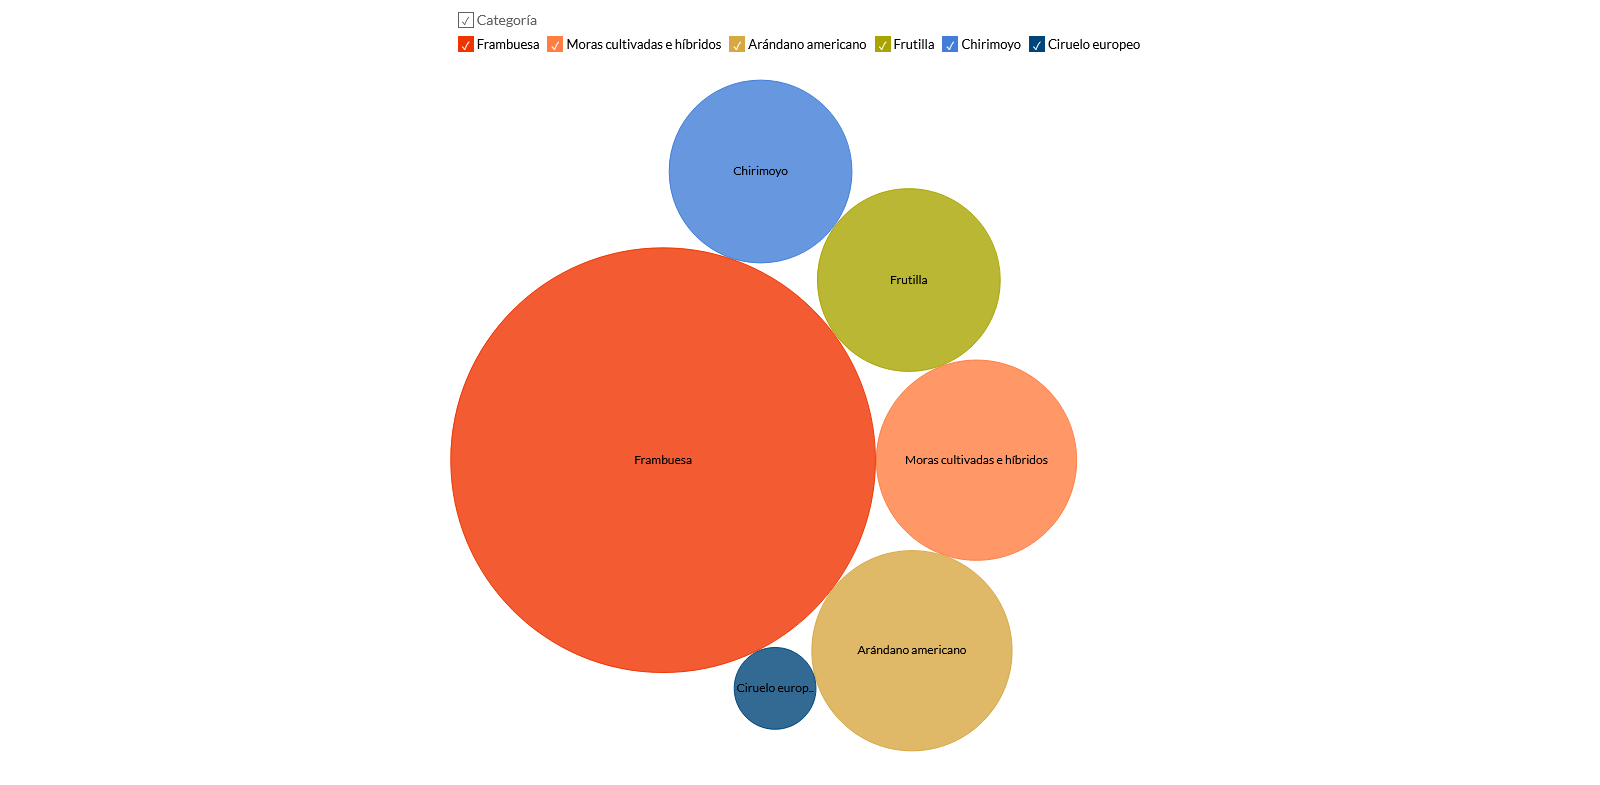 Categoría
Frambuesa Moras cultivadas e híbridos Arándano americano Frutilla Chirimoyo Ciruelo europeo
Chirimoyo
Frutilla
Frambuesa
Moras cultivadas e híbridos
Arándano americano
Ciruelo europ..